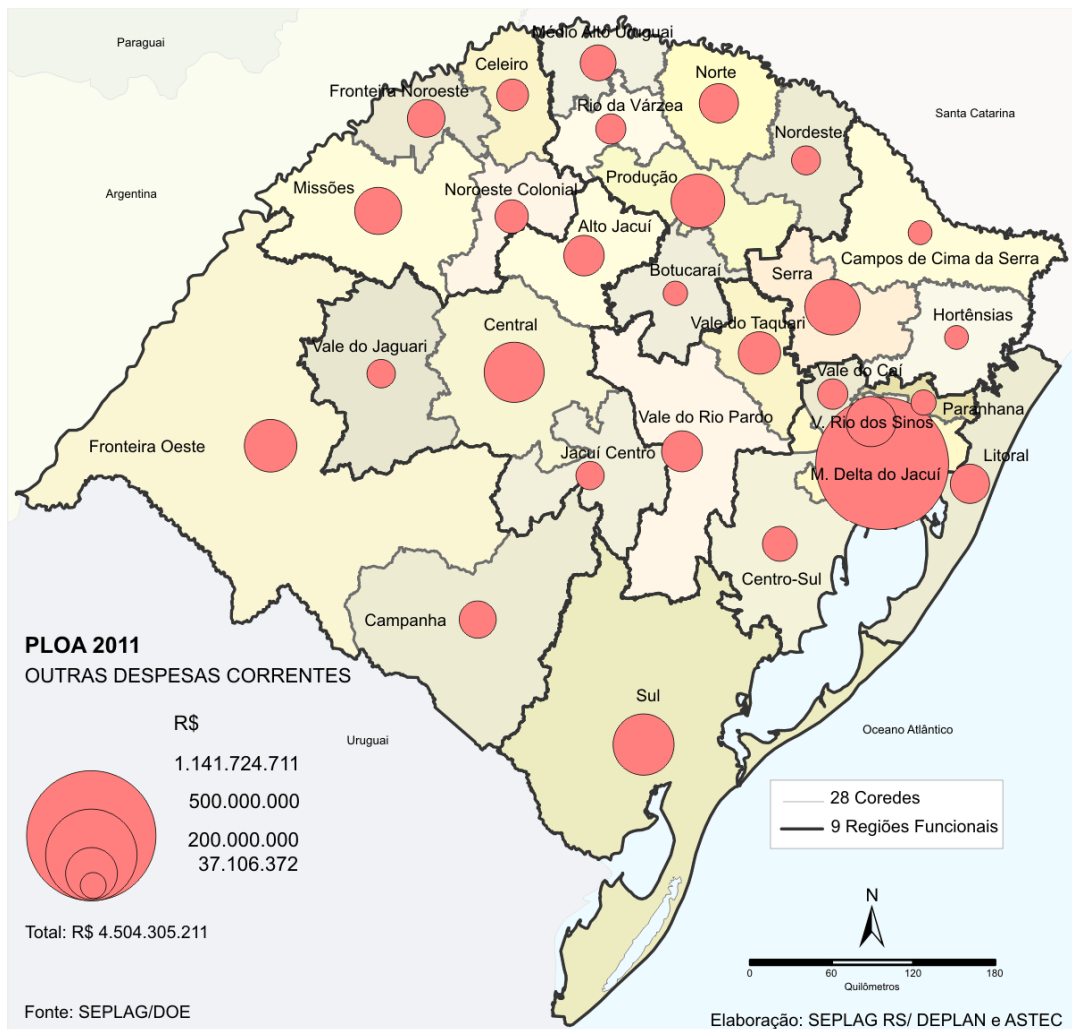 Médio Alto Uruguai
Paraguai
Celeiro
Norte
Fronteira Noroeste
Rio da Várzea
Santa Catarina
Nordeste
Produção
Argentina
Missões
Noroeste Colonial
Alto Jacuí
Campos de Cima da Serra
Botucaraí
Serra
Hortênsias
Central
Vale do Taquari
Vale do Jaguari
Vale do Caí
Paranhana
Vale do Rio Pardo
V. Rio dos Sinos
Fronteira Oeste
Jacuí Centro
Litoral
M. Delta do Jacuí
Centro-Sul
Campanha
PLOA 2011
OUTRAS DESPESAS CORRENTES
Sul
R$
Uruguai
Oceano Atlântico
1.141.724.711
500.000.000
200.000.000
37.106.372
28 Coredes
9 Regiões Funcionais
Total: R$ 4.504.305.211
N
0 60 120 180
Quilômetros
Fonte: SEPLAG/DOE
Elaboração: SEPLAG RS/ DEPLAN e ASTEC